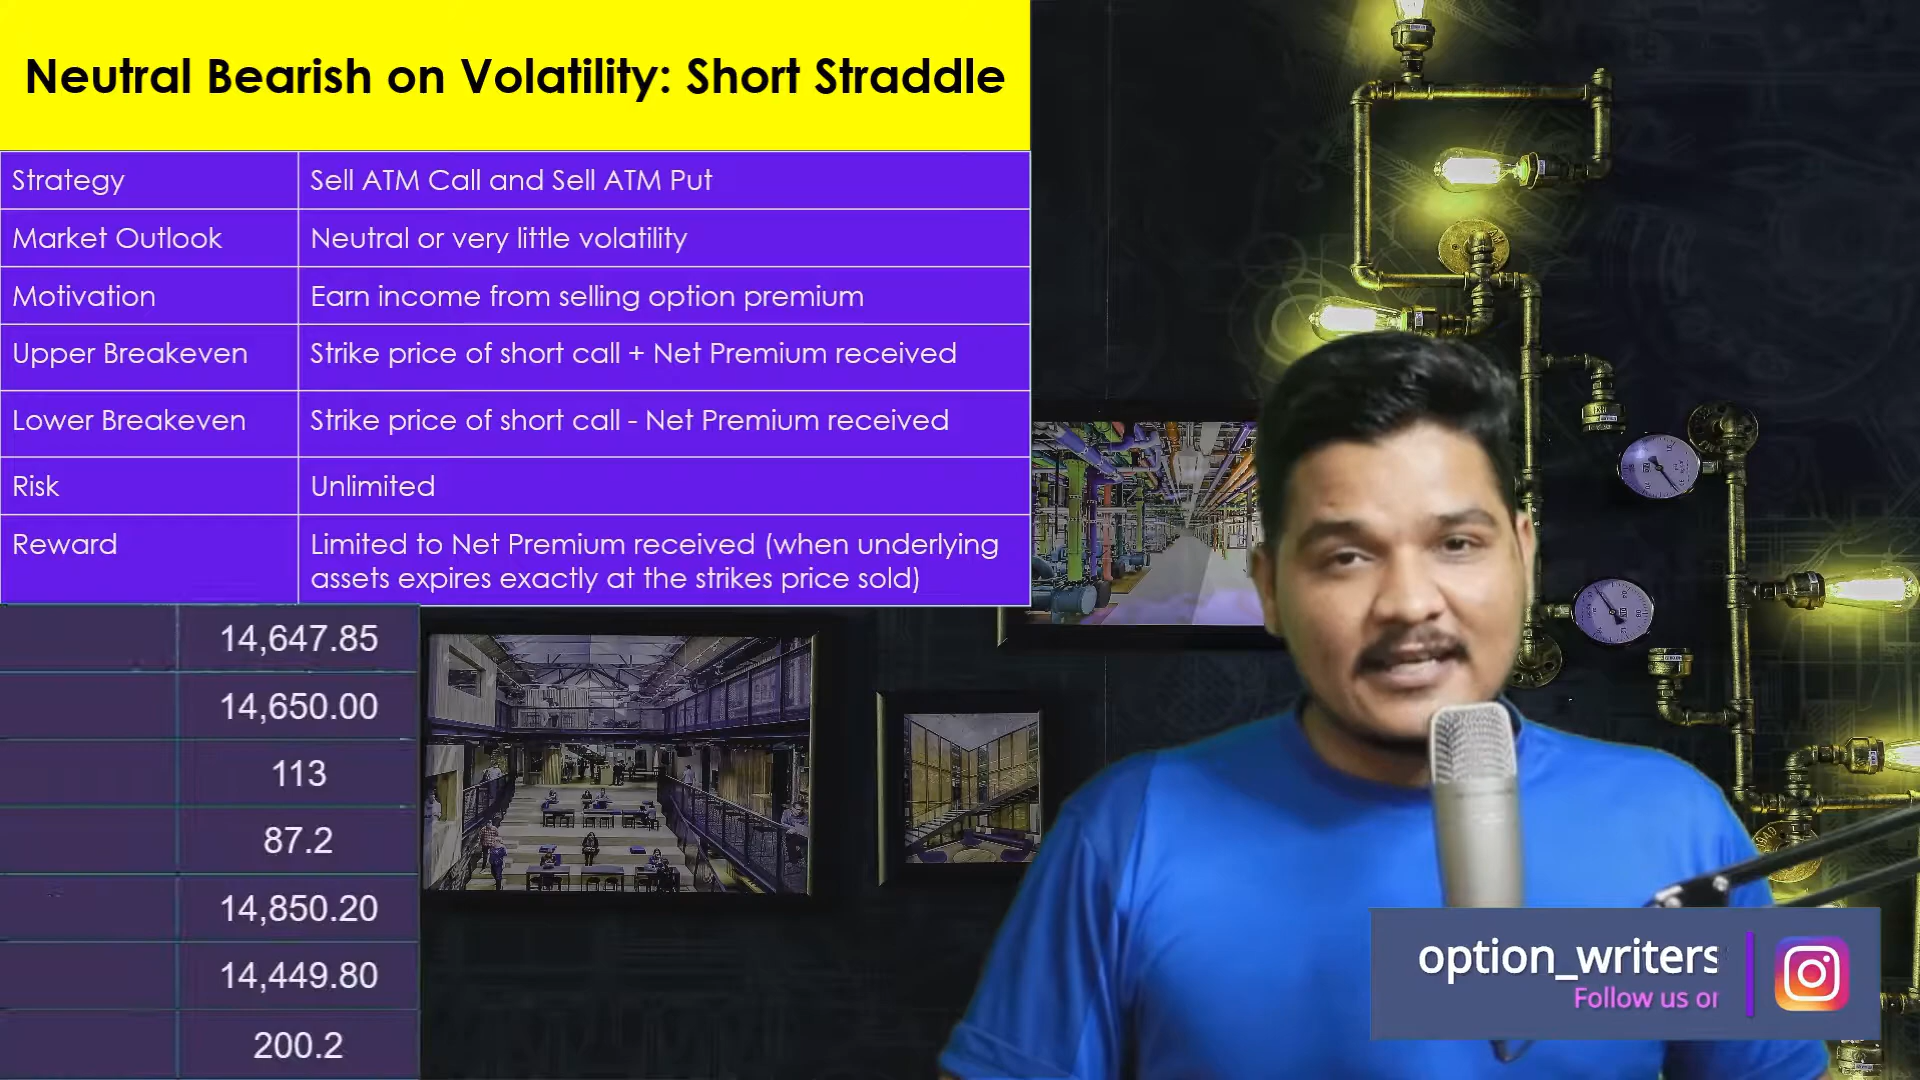 Neutral Bearish on Volatility: Short Straddle
Strategy
Sell ATM Call and Sell ATM Put
Market Outlook
Neutral or very little volatility
Motivation
Earn income from selling option premium
Upper Breakeven
Strike price of short call + Net Premium received
Lower Breakeven
Strike price of short call - Net Premium received
Risk
Unlimited
Reward
Limited to Net Premium received (when underlying
assets expires exactly at the strikes price sold)
14,647.85
14,650.00
113
87.2
14,850.20
14,449.80
200.2
option_writers
Follow us or